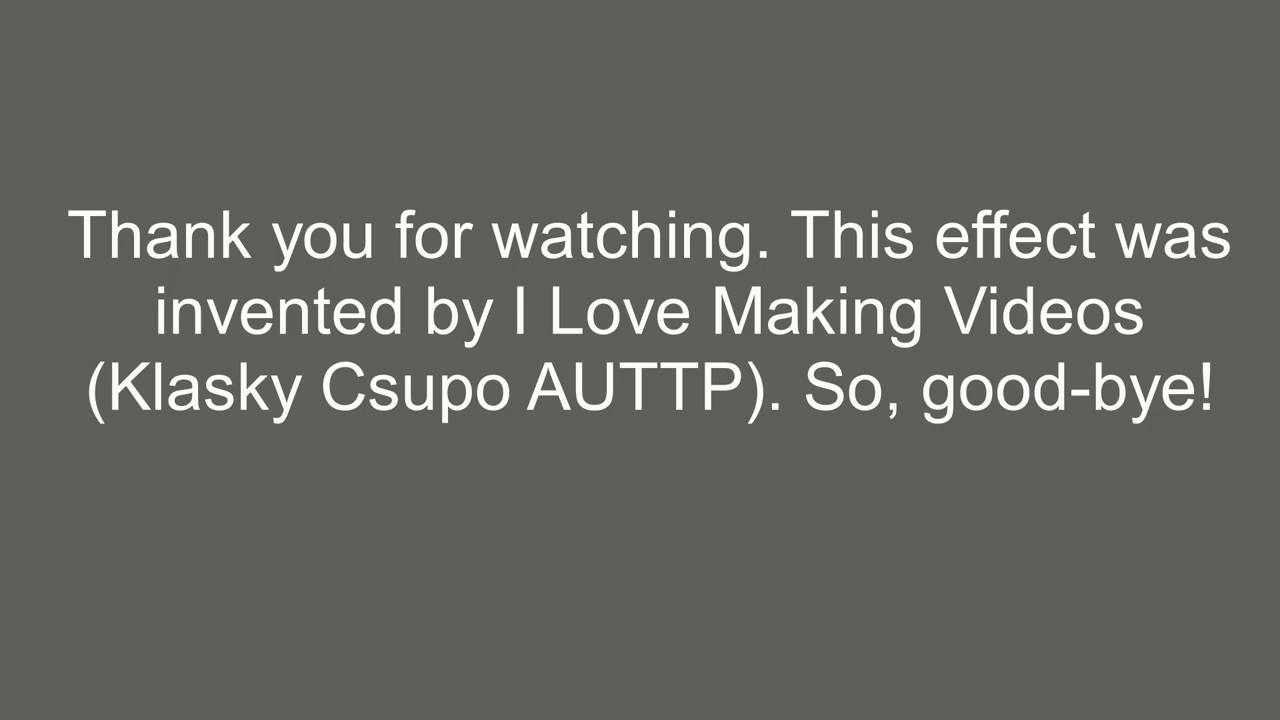 Thank you for watching. This effect was
invented by I Love Making Videos
(Klasky Csupo AUTTP). So, good-bye!